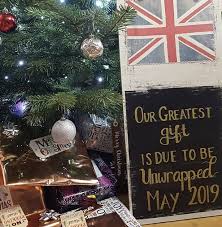 OUR GREATEST
gift
IS DUE TO BE
Unwrapped
MAY 2019